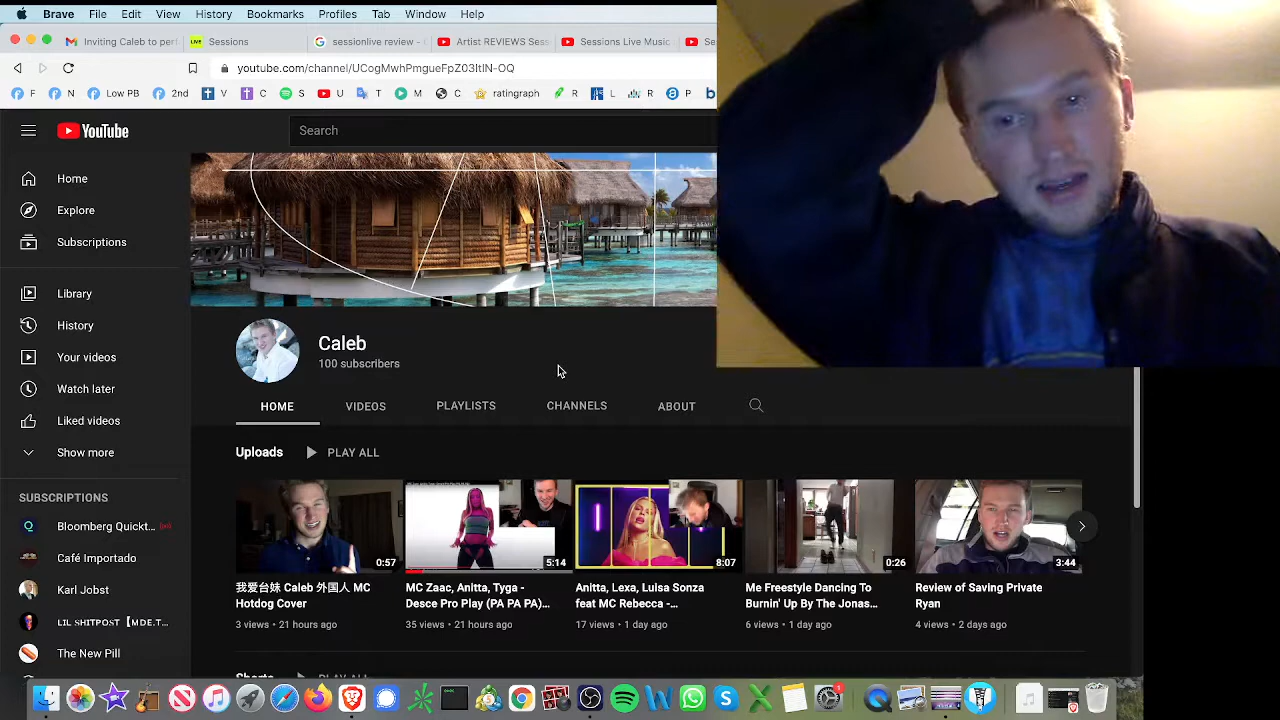 Brave File Edit View History Bookmarks Profiles Tab Window Help
Inviting Caleb to per
LIVE Sessions
sessionlive review -
Artist REVIEWS Ses
Sessions Live Music
youtube.com/channel/UCogMwhPmgueFpZ03ItlN-OQ
F N Low PB 2nd V C S U T M C ratingraph R L R P
YouTube
Search
Home
Explore
Subscriptions
Library
History
Your videos
Watch later
Liked videos
Show more
SUBSCRIPTIONS
Bloomberg Quickt...
Café Importado
Karl Jobst
LIL SHITPOST【M.DE.T...
The New Pill
Caleb
100 subscribers
HOME VIDEOS PLAYLISTS CHANNELS ABOUT
Uploads PLAY ALL
0:57
我爱台妹 Caleb 外国人 MC
Hotdog Cover
3 views • 21 hours ago
5:14
MC Zaac, Anitta, Tyga -
Desce Pro Play (PA PA PA)...
35 views • 21 hours ago
8:07
Anitta, Lexa, Luisa Sonza
feat MC Rebecca -...
17 views • 1 day ago
0:26
Me Freestyle Dancing To
Burnin' Up By The Jonas...
6 views • 1 day ago
3:44
Review of Saving Private
Ryan
4 views • 2 days ago